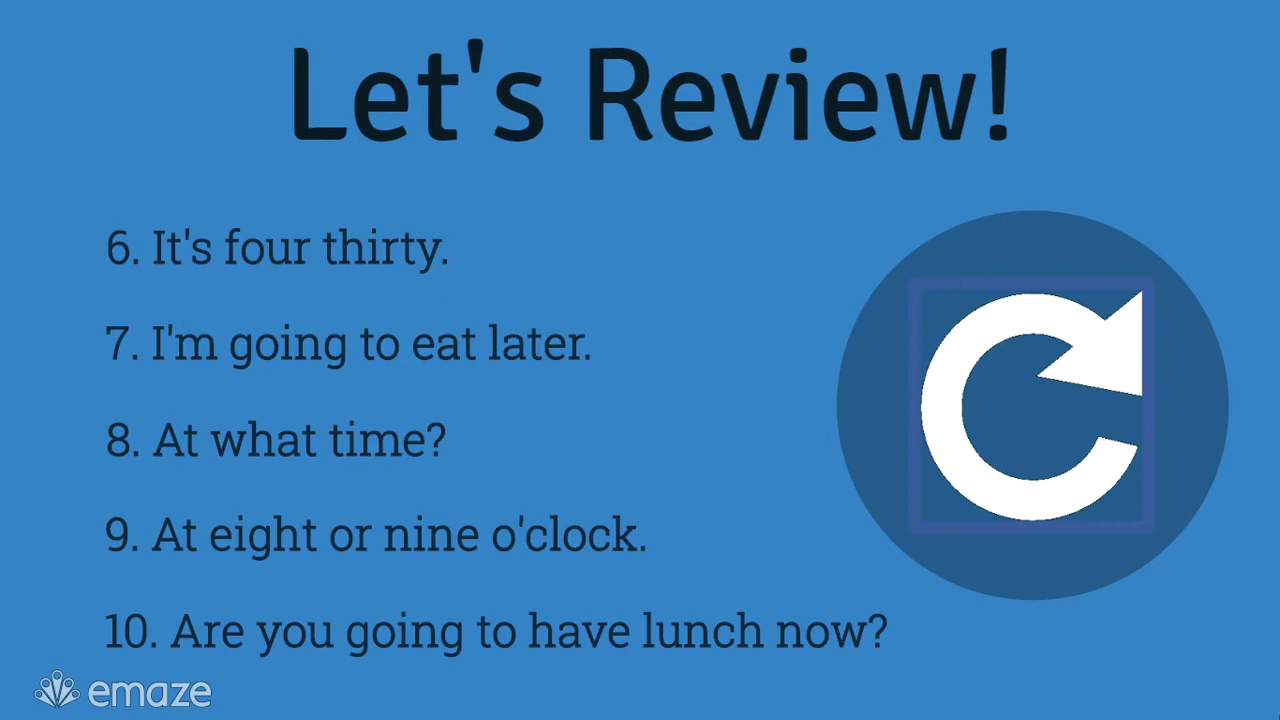 Let's Review!
6. It's four thirty.
7. I'm going to eat later.
8. At what time?
9. At eight or nine o'clock.
10. Are you going to have lunch now?
emaze